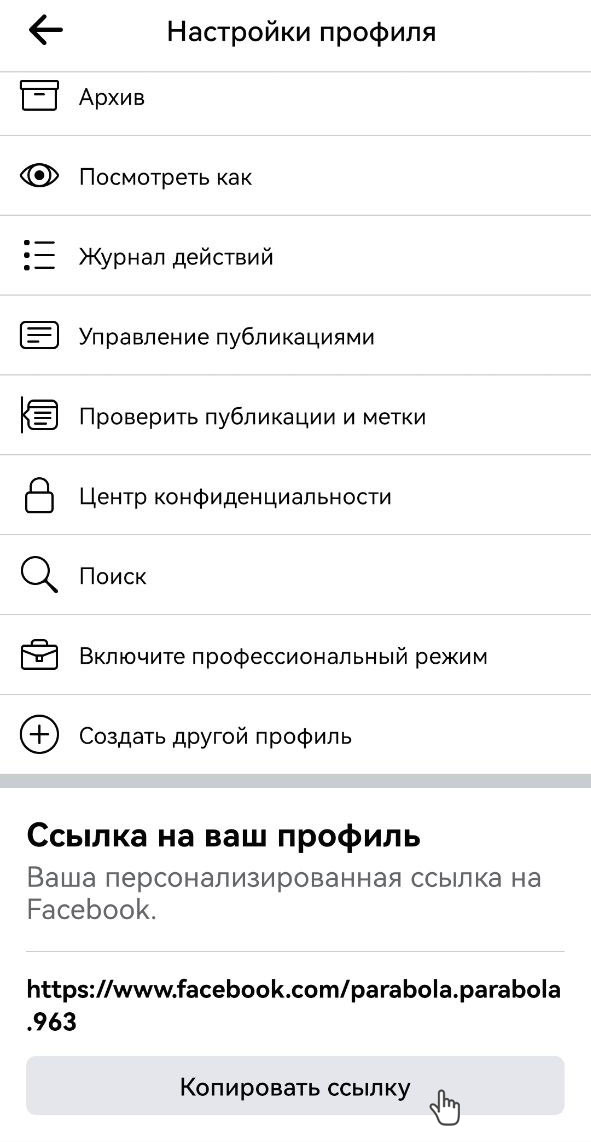 Настройки профиля
Архив
Посмотреть как
Журнал действий
Управление публикациями
Проверить публикации и метки
Центр конфиденциальности
Поиск
Включите профессиональный режим
Создать другой профиль
Ссылка на ваш профиль
Ваша персонализированная ссылка на
Facebook.
https://www.facebook.com/parabola.parabola
.963
Копировать ссылку